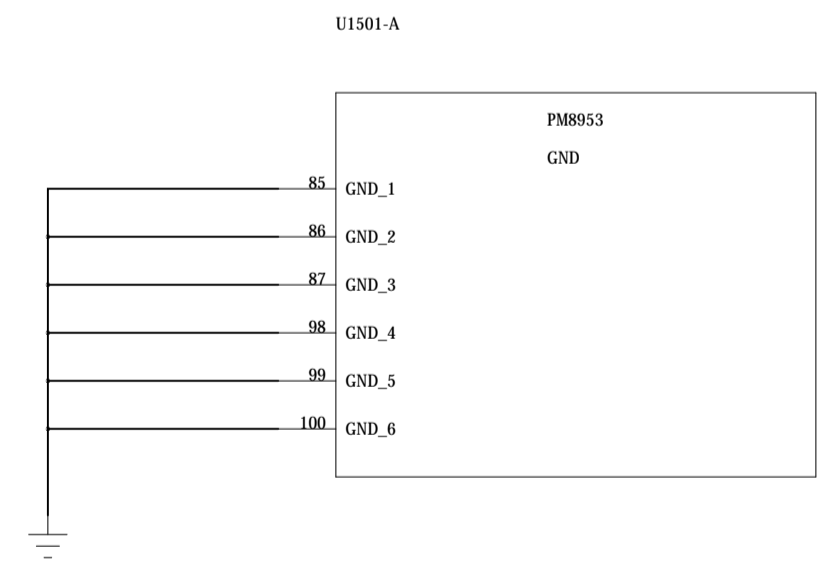 U1501-A
PM8953
GND
85 GND_1
86 GND_2
87 GND_3
98 GND_4
99 GND_5
100 GND_6